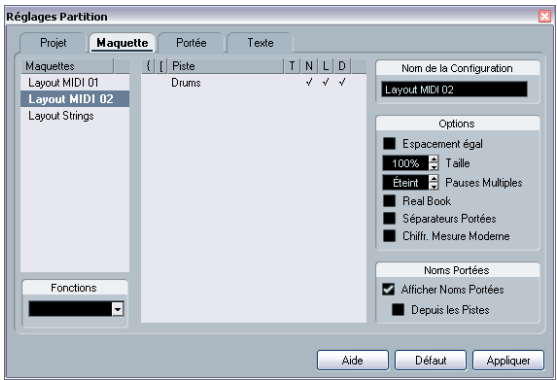 Réglages Partition
Projet Maquette Portée Texte
Maquettes
Layout MIDI 01
Layout MIDI 02
Layout Strings
{ [ Piste T N L D
Drums √ √ √
Nom de la Configuration
Layout MIDI 02
Options
Espacement égal
100% Taille
Éteint Pauses Multiples
Real Book
Séparateurs Portées
Chiffr. Mesure Moderne
Noms Portées
Afficher Noms Portées
Depuis les Pistes
Fonctions
Aide Défaut Appliquer